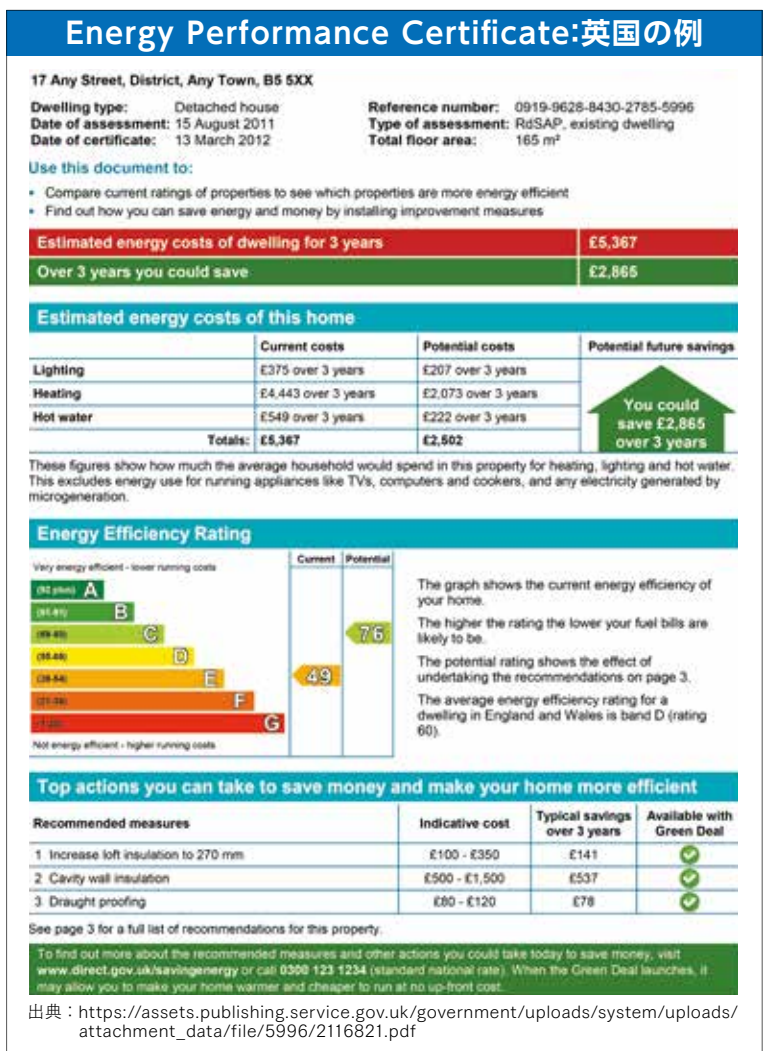 Energy Performance Certificate:英国の例
17 Any Street, District, Any Town, B5 5XX
Dwelling type: Detached house
Date of assessment: 15 August 2011
Date of certificate: 13 March 2012
Reference number: 0919-9628-8430-2785-5996
Type of assessment: RdSAP, existing dwelling
Total floor area: 165 m²
Use this document to:
• Compare current ratings of properties to see which properties are more energy efficient
• Find out how you can save energy and money by installing improvement measures
Estimated energy costs of dwelling for 3 years £5,367
Over 3 years you could save £2,865
Estimated energy costs of this home
Current costs Potential costs Potential future savings
Lighting £375 over 3 years £207 over 3 years
Heating £4,443 over 3 years £2,073 over 3 years
Hot water £549 over 3 years £222 over 3 years
Totals: £5,367 £2,502
You could
save £2,865
over 3 years
These figures show how much the average household would spend in this property for heating, lighting and hot water.
This excludes energy use for running appliances like TVs, computers and cookers, and any electricity generated by
microgeneration.
Energy Efficiency Rating
Current Potential
Very energy efficient - lower running costs
(92 plus) A
(81-91) B
(69-80) C
(55-68) D
(39-54) E
(21-38) F
(1-20) G
49
76
Not energy efficient - higher running costs
The graph shows the current energy efficiency of
your home.
The higher the rating the lower your fuel bills are
likely to be.
The potential rating shows the effect of
undertaking the recommendations on page 3.
The average energy efficiency rating for a
dwelling in England and Wales is band D (rating
60).
Top actions you can take to save money and make your home more efficient
Recommended measures Indicative cost Typical savings over 3 years Available with Green Deal
1 Increase loft insulation to 270 mm £100 - £350 £141
2 Cavity wall insulation £500 - £1,500 £537
3 Draught proofing £80 - £120 £78
See page 3 for a full list of recommendations for this property.
To find out more about the recommended measures and other actions you could take today to save money, visit
www.direct.gov.uk/savingenergy or call 0300 123 1234 (standard national rate). When the Green Deal launches, it
may allow you to make your home warmer and cheaper to run at no up-front cost.
出典：https://assets.publishing.service.gov.uk/government/uploads/system/uploads/
attachment_data/file/5996/2116821.pdf